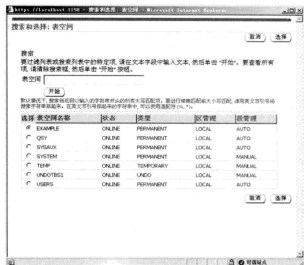 https://localhost:1158 - 搜索和选择: 表空间 - Microsoft Internet Explorer
搜索和选择: 表空间
取消 选择
搜索
要过滤列表或搜索列表中的特定项, 请在文本字段中输入文本, 然后单击 "开始"。要查看所有项, 请清除搜索框, 然后单击 "开始" 按钮。
表空间
开始
选择 表空间名称 状态 类型 区管理 段管理
EXAMPLE ONLINE PERMANENT LOCAL AUTO
QSY ONLINE PERMANENT LOCAL AUTO
SYSAUX ONLINE PERMANENT LOCAL AUTO
SYSTEM ONLINE PERMANENT LOCAL MANUAL
TEMP ONLINE TEMPORARY LOCAL MANUAL
UNDOTBS1 ONLINE UNDO LOCAL MANUAL
USERS ONLINE PERMANENT LOCAL AUTO
取消 选择
可信站点